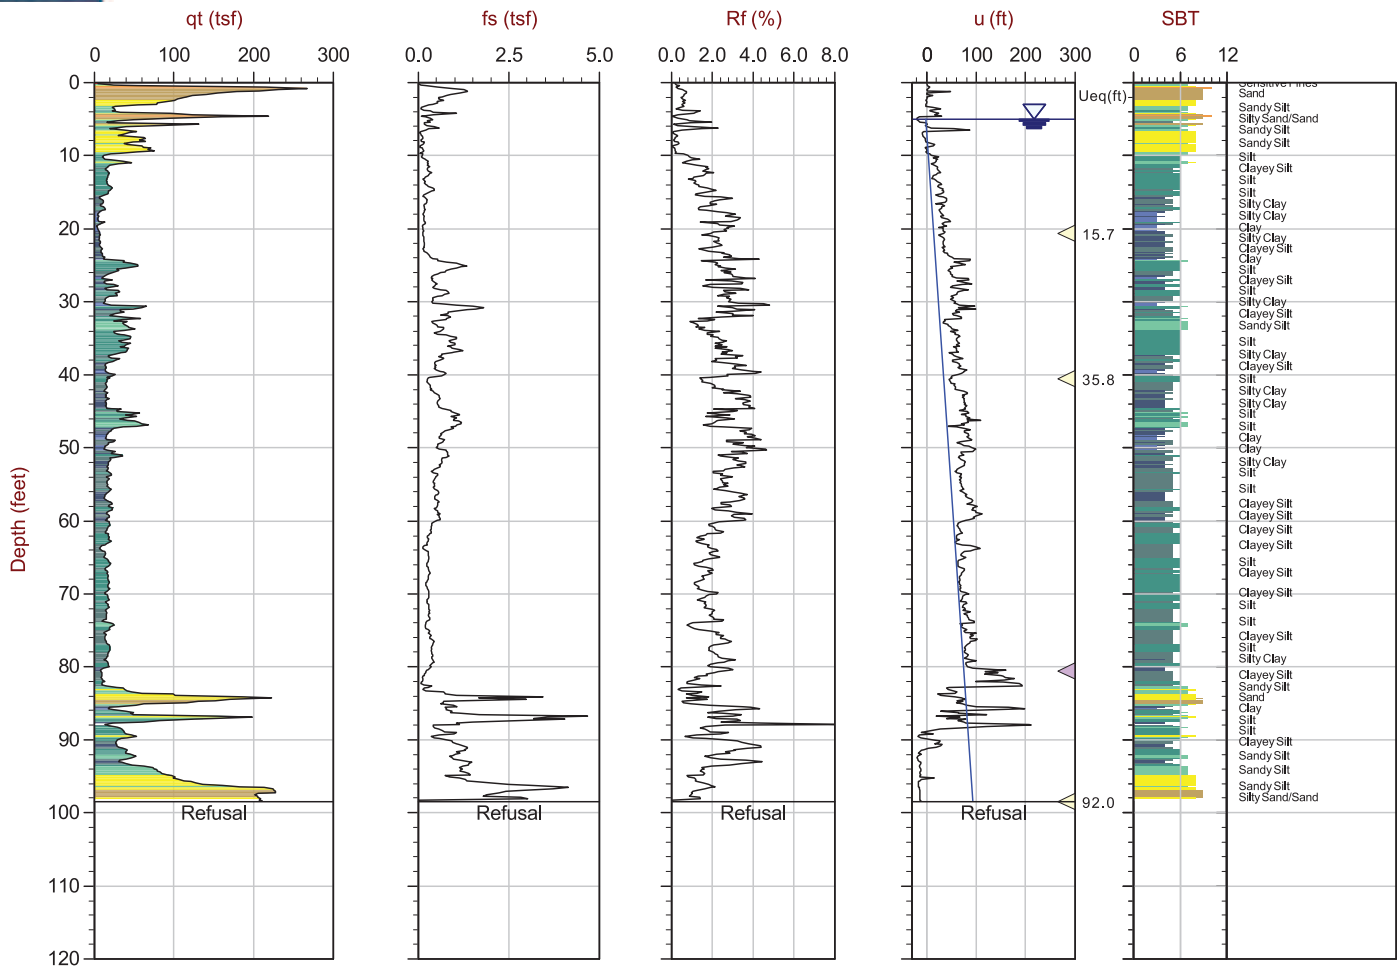 qt (tsf)
fs (tsf)
Rf (%)
u (ft)
SBT
0 100 200 300
0.0 2.5 5.0
0.0 2.0 4.0 6.0 8.0
0 100 200 300
0 6 12
Depth (feet)
0
10
20
30
40
50
60
70
80
90
100
110
120
Refusal
Refusal
Refusal
Refusal
Ueq(ft)
15.7
35.8
92.0
Sensitive Fines
Sand
Sandy Silt
Silty Sand/Sand
Sandy Silt
Sandy Silt
Silt
Clayey Silt
Silt
Silt
Silty Clay
Silty Clay
Clay
Silty Clay
Clayey Silt
Clay
Silt
Clayey Silt
Silt
Silty Clay
Clayey Silt
Sandy Silt
Silt
Silty Clay
Clayey Silt
Silt
Silty Clay
Silty Clay
Silt
Silt
Clay
Clay
Silty Clay
Silt
Silt
Clayey Silt
Clayey Silt
Clayey Silt
Clayey Silt
Silt
Clayey Silt
Clayey Silt
Silt
Silt
Clayey Silt
Silt
Silty Clay
Clayey Silt
Sandy Silt
Sand
Clay
Silt
Silt
Clayey Silt
Sandy Silt
Sandy Silt
Sandy Silt
Silty Sand/Sand